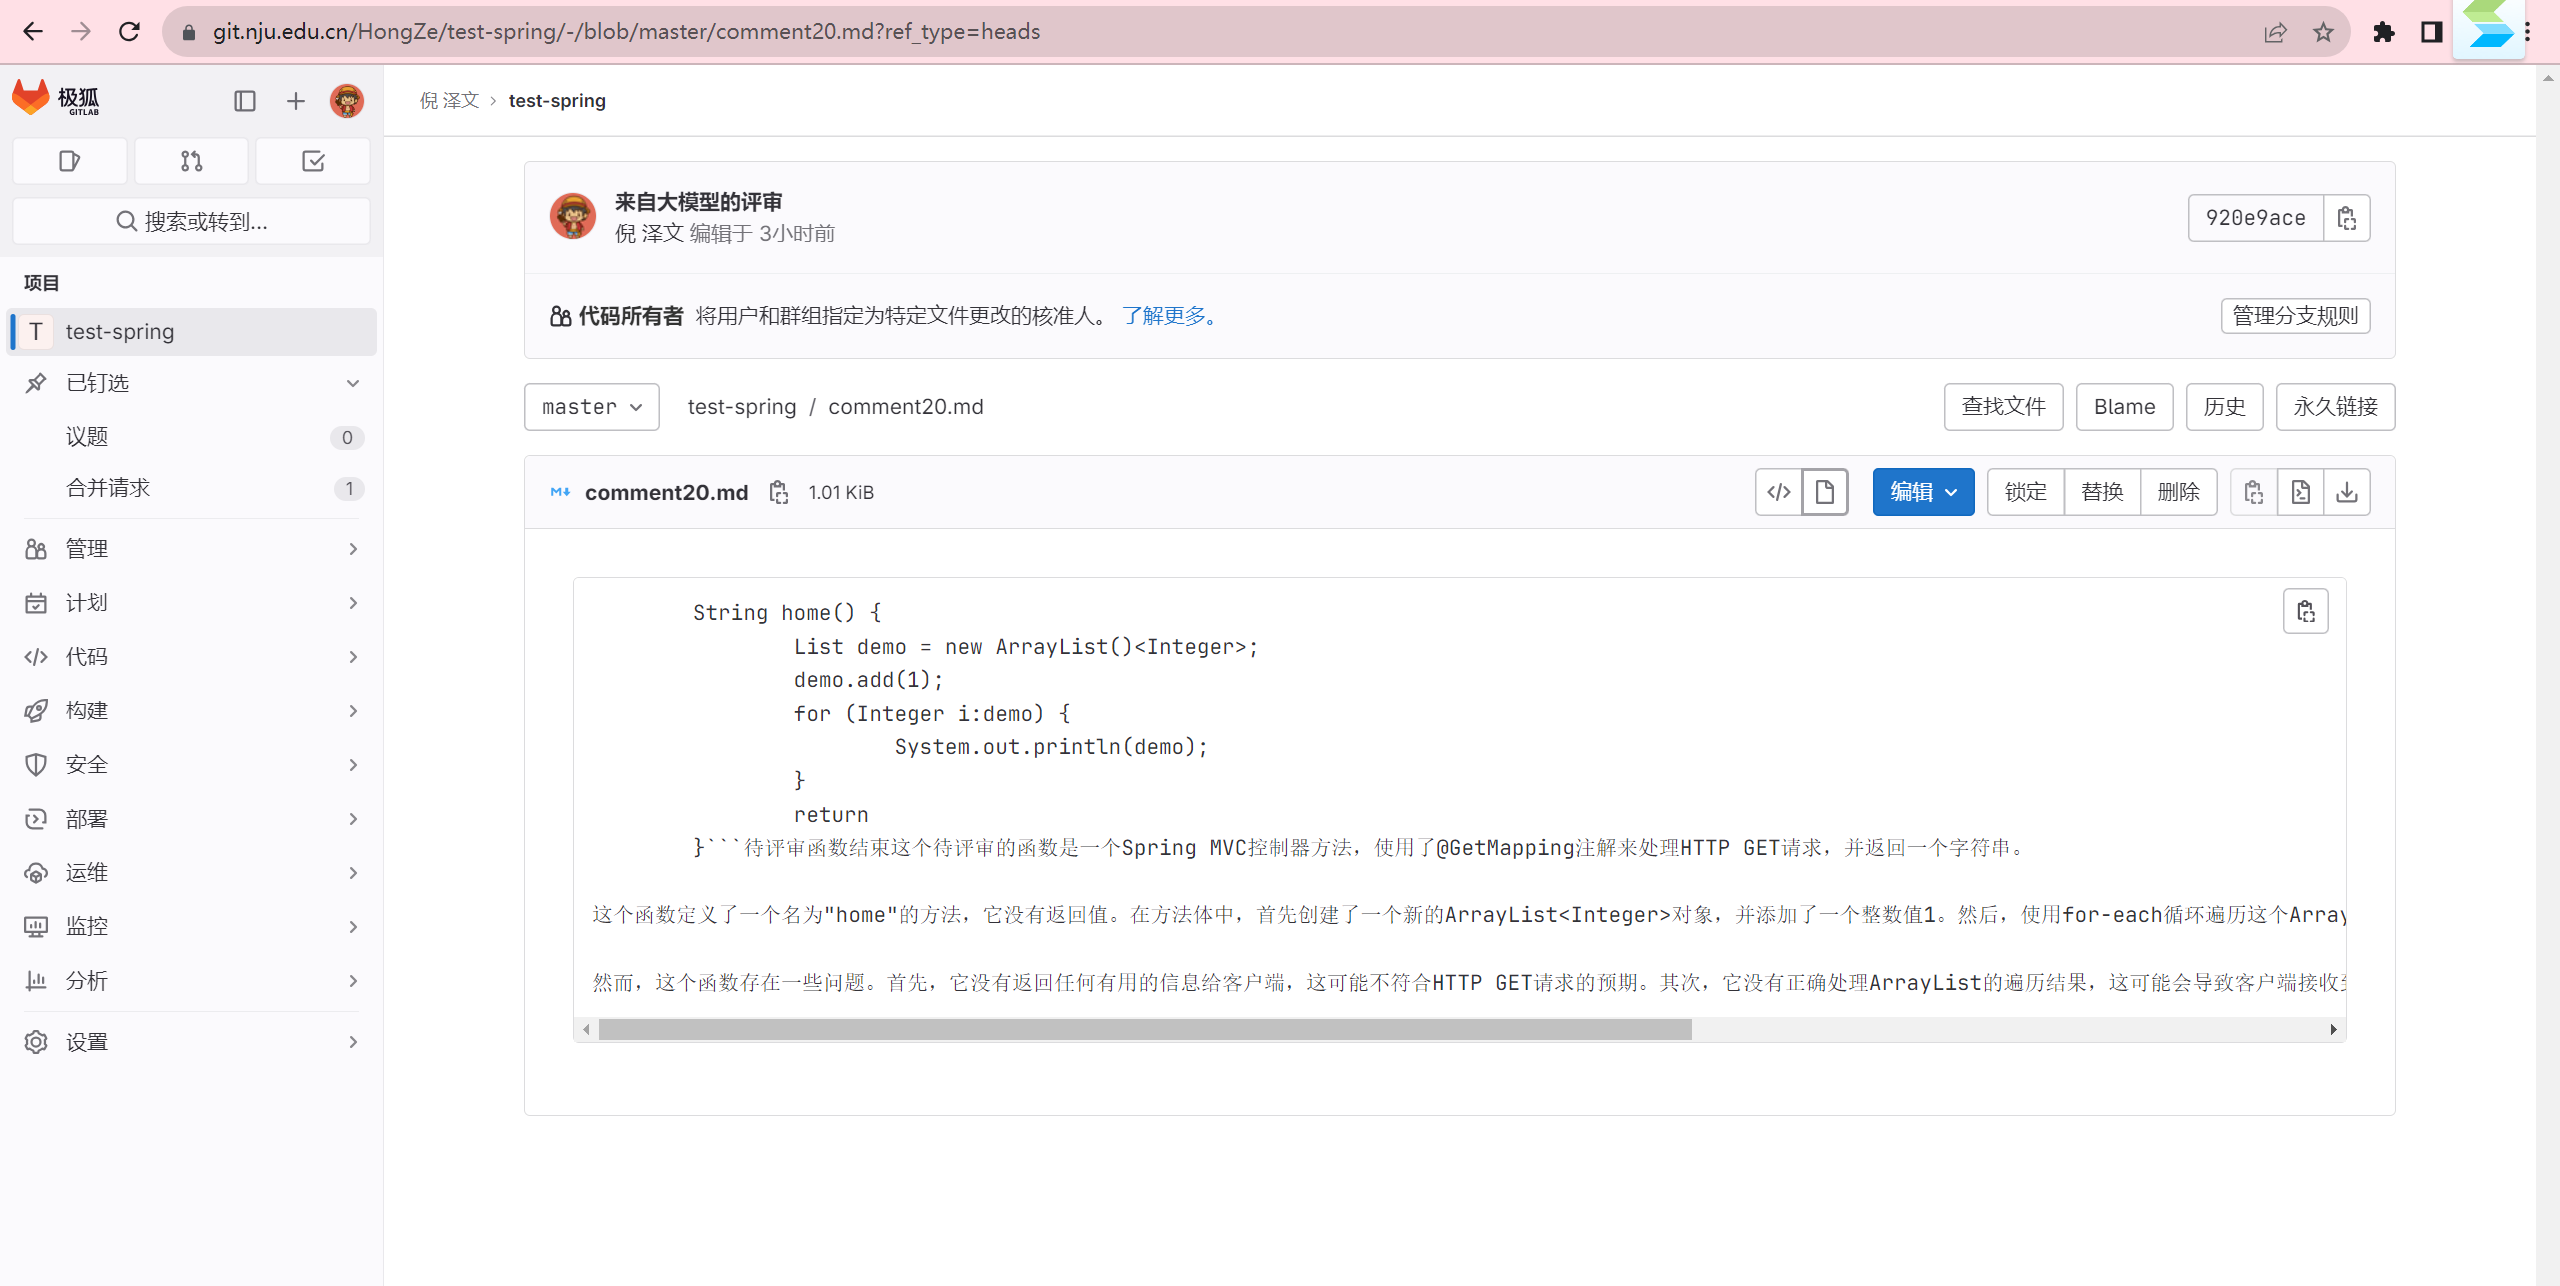 git.nju.edu.cn/HongZe/test-spring/-/blob/master/comment20.md?ref_type=heads
极狐
GITLAB
倪 泽文 › test-spring
搜索或转到...
项目
T test-spring
已钉选
议题 0
合并请求 1
管理
计划
代码
构建
安全
部署
运维
监控
分析
设置
来自大模型的评审
倪 泽文 编辑于 3小时前
920e9ace
代码所有者 将用户和群组指定为特定文件更改的核准人。 了解更多。
管理分支规则
master
test-spring / comment20.md
查找文件 Blame 历史 永久链接
comment20.md 1.01 KiB
编辑 锁定 替换 删除
String home() {
List demo = new ArrayList()<Integer>;
demo.add(1);
for (Integer i:demo) {
System.out.println(demo);
}
return
}```待评审函数结束这个待评审的函数是一个Spring MVC控制器方法，使用了@GetMapping注解来处理HTTP GET请求，并返回一个字符串。
这个函数定义了一个名为"home"的方法，它没有返回值。在方法体中，首先创建了一个新的ArrayList<Integer>对象，并添加了一个整数值1。然后，使用for-each循环遍历这个Array
然而，这个函数存在一些问题。首先，它没有返回任何有用的信息给客户端，这可能不符合HTTP GET请求的预期。其次，它没有正确处理ArrayList的遍历结果，这可能会导致客户端接收